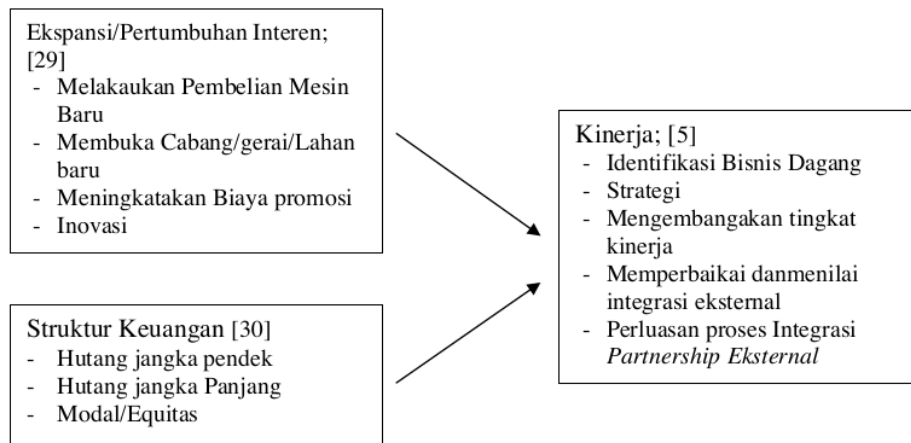 Ekspansi/Pertumbuhan Interen;
[29]
- Melakaukan Pembelian Mesin
Baru
- Membuka Cabang/gerai/Lahan
baru
- Meningkatakan Biaya promosi
- Inovasi
Struktur Keuangan [30]
- Hutang jangka pendek
- Hutang jangka Panjang
- Modal/Equitas
Kinerja; [5]
- Identifikasi Bisnis Dagang
- Strategi
- Mengembangakan tingkat
kinerja
- Memperbaikai danmenilai
integrasi eksternal
- Perluasan proses Integrasi
Partnership Eksternal